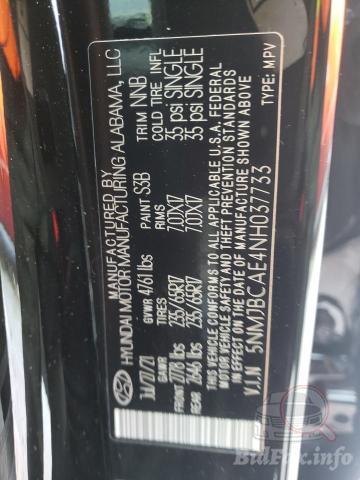 MANUFACTURED BY
HYUNDAI MOTOR MANUFACTURING ALABAMA, LLC
Jul/07/21 GVWR 4761 lbs PAINT S3B TRIM NNB
GAWR: TIRES RIMS COLD TIRE INFL
FRONT 2778 lbs 235/65R17 7.0JX17 35 psi SINGLE
REAR 2646 lbs 235/65R17 7.0JX17 35 psi SINGLE
THIS VEHICLE CONFORMS TO ALL APPLICABLE U.S.A. FEDERAL
MOTOR VEHICLE SAFETY AND THEFT PREVENTION STANDARDS
IN EFFECT ON THE DATE OF MANUFACTURE SHOWN ABOVE.
V.I.N 5NMJBCAE4NH037733 TYPE: MPV
BidFax.info